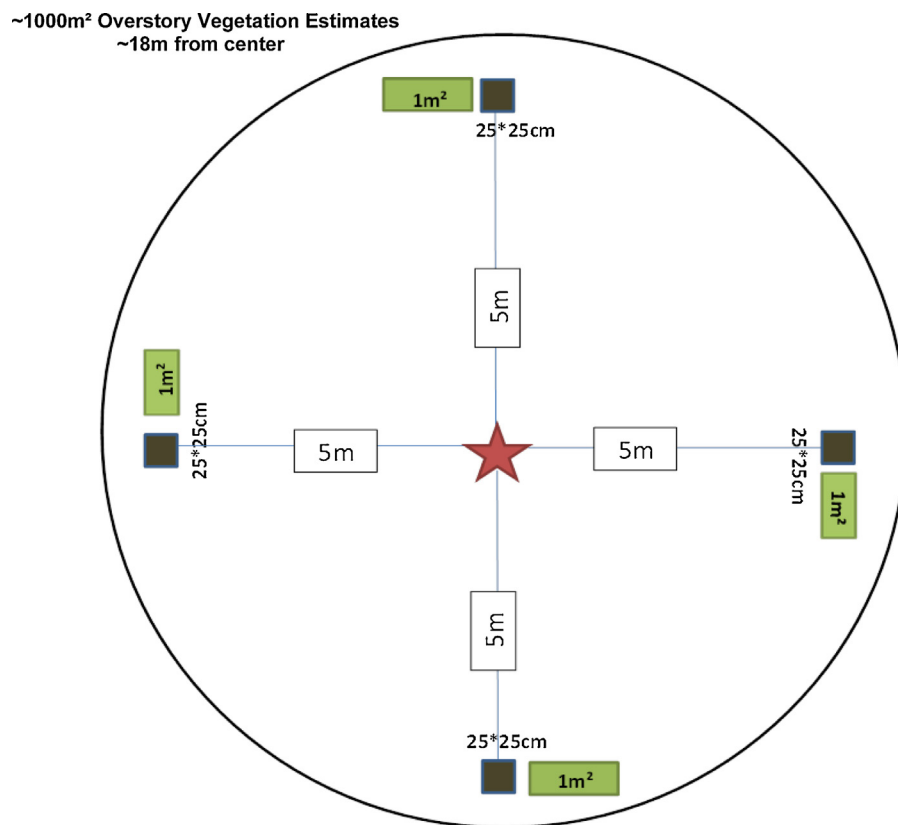 ~1000m² Overstory Vegetation Estimates
~18m from center
1m²
25*25cm
5m
1m²
25*25cm
5m
5m
25*25cm
1m²
5m
25*25cm
1m²